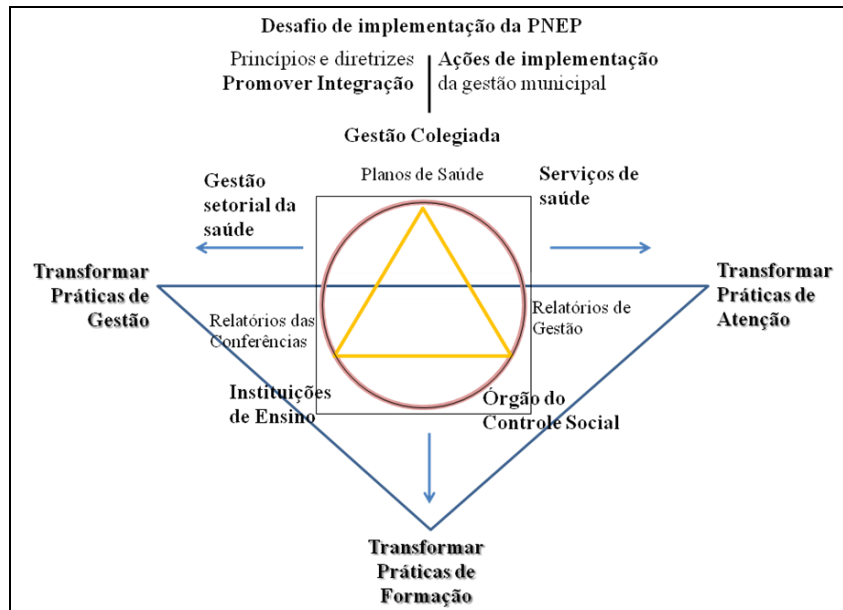 Desafio de implementação da PNEP
Princípios e diretrizes
Promover Integração
Ações de implementação
da gestão municipal
Gestão Colegiada
Planos de Saúde
Gestão
setorial da
saúde
Serviços de
saúde
Transformar
Práticas de
Gestão
Transformar
Práticas de
Atenção
Relatórios das
Conferências
Relatórios de
Gestão
Instituições
de Ensino
Órgão do
Controle Social
Transformar
Práticas de
Formação